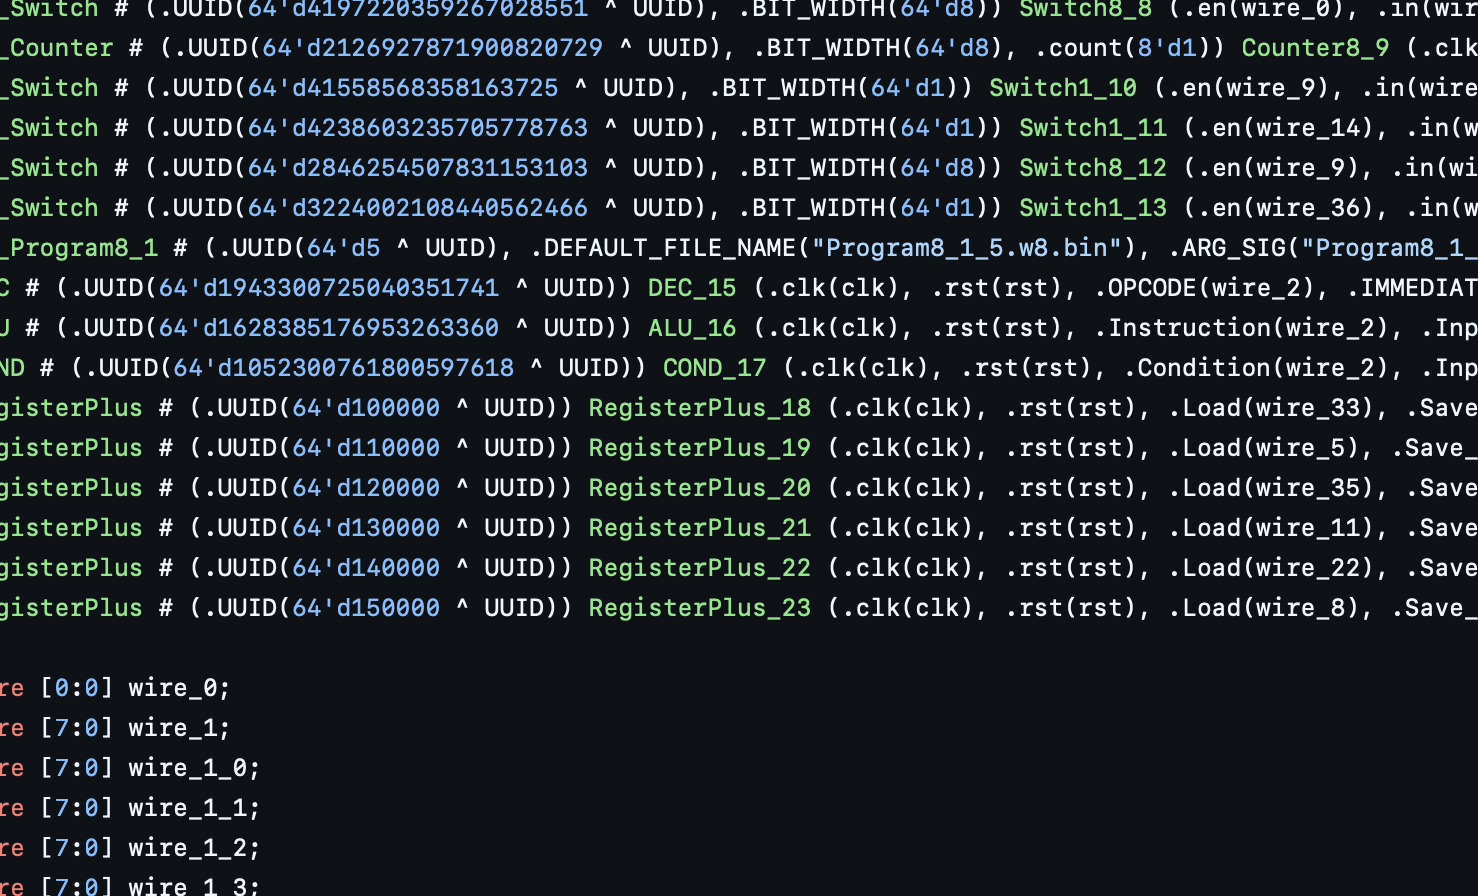 _Switch # (.UUID(64'd4197220359267028551 ^ UUID), .BIT_WIDTH(64'd8)) Switch8_8 (.en(wire_0), .in(wir
_Counter # (.UUID(64'd2126927871900820729 ^ UUID), .BIT_WIDTH(64'd8), .count(8'd1)) Counter8_9 (.clk
_Switch # (.UUID(64'd41558568358163725 ^ UUID), .BIT_WIDTH(64'd1)) Switch1_10 (.en(wire_9), .in(wire
_Switch # (.UUID(64'd4238603235705778763 ^ UUID), .BIT_WIDTH(64'd1)) Switch1_11 (.en(wire_14), .in(w
_Switch # (.UUID(64'd2846254507831153103 ^ UUID), .BIT_WIDTH(64'd8)) Switch8_12 (.en(wire_9), .in(wi
_Switch # (.UUID(64'd3224002108440562466 ^ UUID), .BIT_WIDTH(64'd1)) Switch1_13 (.en(wire_36), .in(w
_Program8_1 # (.UUID(64'd5 ^ UUID), .DEFAULT_FILE_NAME("Program8_1_5.w8.bin"), .ARG_SIG("Program8_1_
C # (.UUID(64'd1943300725040351741 ^ UUID)) DEC_15 (.clk(clk), .rst(rst), .OPCODE(wire_2), .IMMEDIAT
U # (.UUID(64'd1628385176953263360 ^ UUID)) ALU_16 (.clk(clk), .rst(rst), .Instruction(wire_2), .Inp
ND # (.UUID(64'd1052300761800597618 ^ UUID)) COND_17 (.clk(clk), .rst(rst), .Condition(wire_2), .Inp
gisterPlus # (.UUID(64'd100000 ^ UUID)) RegisterPlus_18 (.clk(clk), .rst(rst), .Load(wire_33), .Save
gisterPlus # (.UUID(64'd110000 ^ UUID)) RegisterPlus_19 (.clk(clk), .rst(rst), .Load(wire_5), .Save_
gisterPlus # (.UUID(64'd120000 ^ UUID)) RegisterPlus_20 (.clk(clk), .rst(rst), .Load(wire_35), .Save
gisterPlus # (.UUID(64'd130000 ^ UUID)) RegisterPlus_21 (.clk(clk), .rst(rst), .Load(wire_11), .Save
gisterPlus # (.UUID(64'd140000 ^ UUID)) RegisterPlus_22 (.clk(clk), .rst(rst), .Load(wire_22), .Save
gisterPlus # (.UUID(64'd150000 ^ UUID)) RegisterPlus_23 (.clk(clk), .rst(rst), .Load(wire_8), .Save_
re [0:0] wire_0;
re [7:0] wire_1;
re [7:0] wire_1_0;
re [7:0] wire_1_1;
re [7:0] wire_1_2;
re [7:0] wire_1_3;